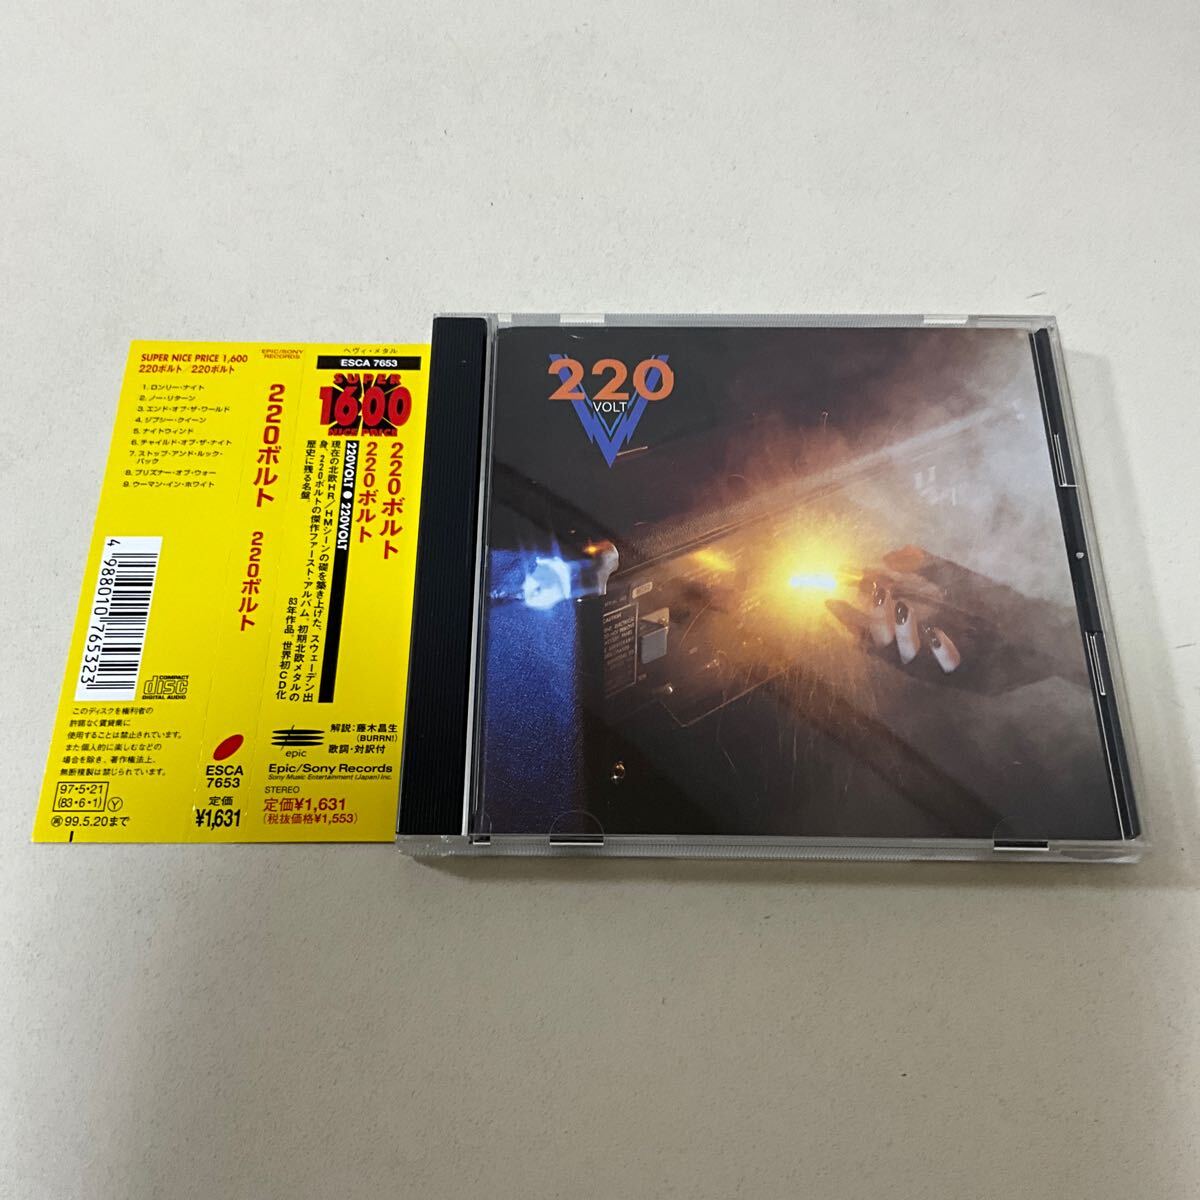 SUPER NICE PRICE 1,600
220ボルト/220ボルト
1. ロンリー・ナイト
2. ノー・リターン
3. エンド・オブ・ザ・ワールド
4. ジプシー・クイーン
5. ナイトウィンド
6. チャイルド・オブ・ザ・ナイト
7. ストップ・アンド・ルック・
バック
8. プリズナー・オブ・ウォー
9. ウーマン・イン・ホワイト
4 988010 765323
COMPACT
disc
DIGITAL AUDIO
このディスクを権利者の
許諾なく賃貸業に
使用することは禁止されています。
また個人的に楽しむなどの
場合を除き、著作権法上、
無断複製は禁じられています。
97・5・21
(83・6・1)
Y
再
99.5.20まで
EPIC/SONY
RECORDS
220ボルト 220ボルト
ESCA
7653
定価
¥1,631
ヘヴィ・メタル
ESCA 7653
SUPER
1600
NICE PRICE
220ボルト
220ボルト
220VOLT ● 220VOLT
現在の北欧HR/HMシーンの礎を築き上げた、スウェーデン出
身、220ボルトの傑作ファースト・アルバム。初期北欧メタルの
歴史に残る名盤。
83年作品。世界初CD化
epic
解説：藤木昌生
(BURRN!)
歌詞・対訳付
Epic/Sony Records
Sony Music Entertainment (Japan) Inc.
STEREO
定価¥1,631
(税抜価格¥1,553)
220
VOLT
CAUTION